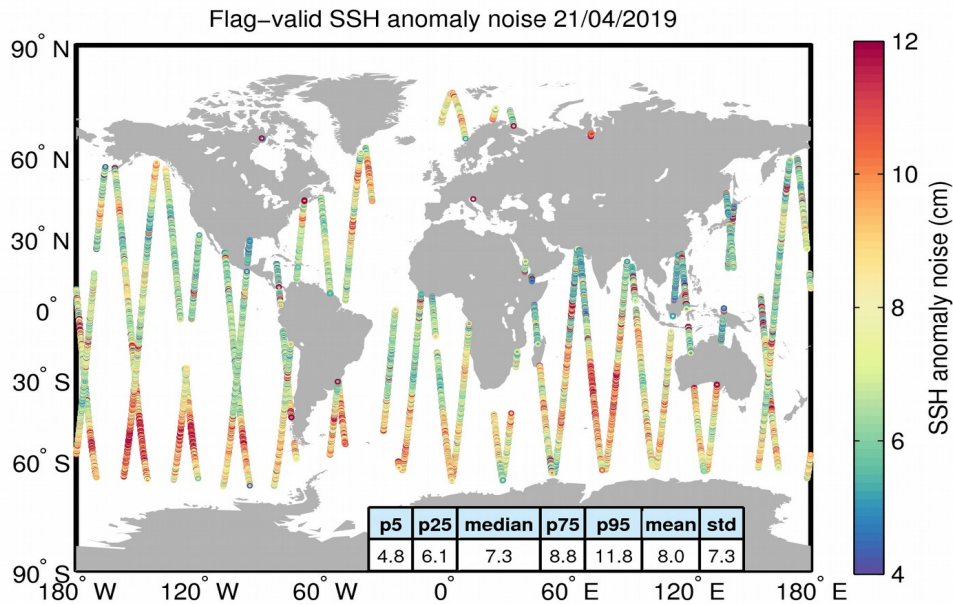 Flag−valid SSH anomaly noise 21/04/2019
90° N
60° N
30° N
0°
30° S
60° S
90° S
180° W
120° W
60° W
0°
60° E
120° E
180° E
p5 p25 median p75 p95 mean std
4.8 6.1 7.3 8.8 11.8 8.0 7.3
12
10
8
6
4
SSH anomaly noise (cm)